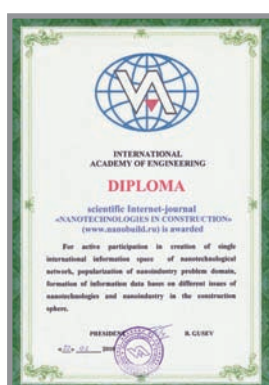 INTERNATIONAL
ACADEMY OF ENGINEERING
DIPLOMA
scientific Internet-journal
«NANOTECHNOLOGIES IN CONSTRUCTION»
(www.nanobuild.ru) is awarded
For active participation in creation of single
international information space of nanotechnological
network, popularization of nanoindustry problem domain,
formation of information data bases on different issues of
nanotechnologies and nanoindustry in the construction
sphere.
PRESIDENT B. GUSEV